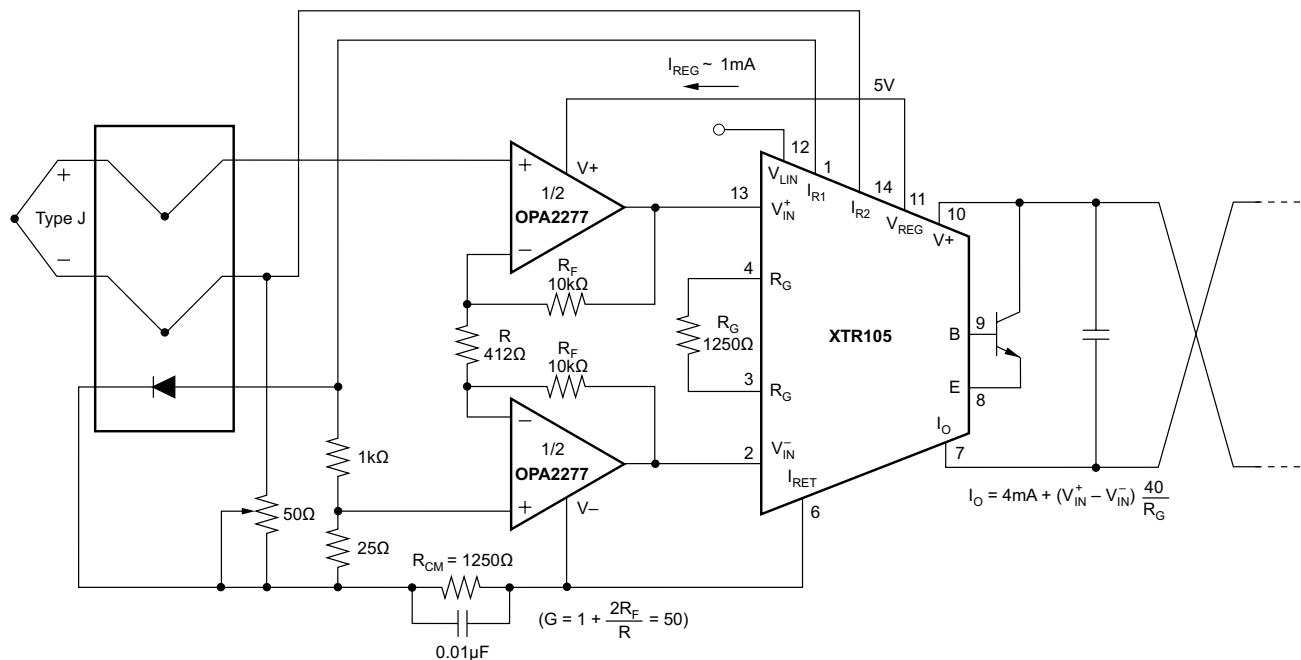 I_REG ~ 1mA
5V
+
Type J
−
+
1/2
OPA2277
V+
−
R_F
10kΩ
R
412Ω
R_F
10kΩ
−
1/2
OPA2277
+
V−
1kΩ
50Ω
25Ω
R_CM = 1250Ω
0.01µF
(G = 1 + 2R_F/R = 50)
12
V_LIN
1
I_R1
14
I_R2
11
V_REG
10
V+
13
V_IN^+
4
R_G
R_G
1250Ω
3
R_G
XTR105
B
9
E
8
I_O
7
2
V_IN^−
I_RET
6
I_O = 4mA + (V_IN^+ – V_IN^−) 40/R_G